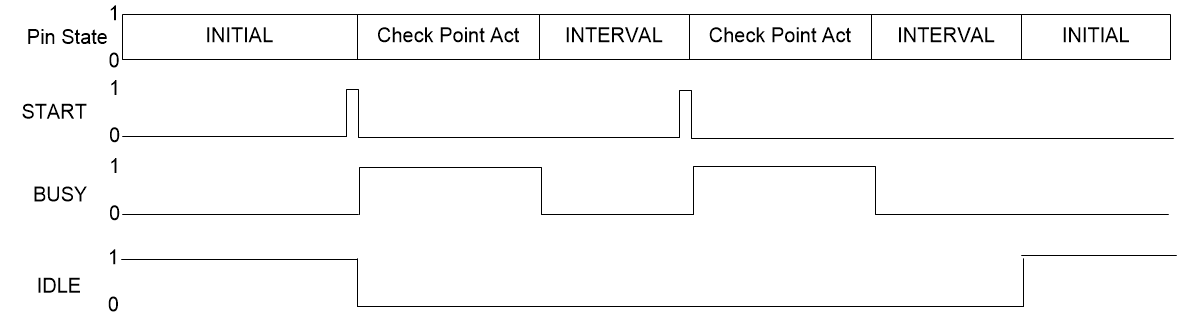 1
Pin State INITIAL Check Point Act INTERVAL Check Point Act INTERVAL INITIAL
0
1
START
0
1
BUSY
0
1
IDLE
0